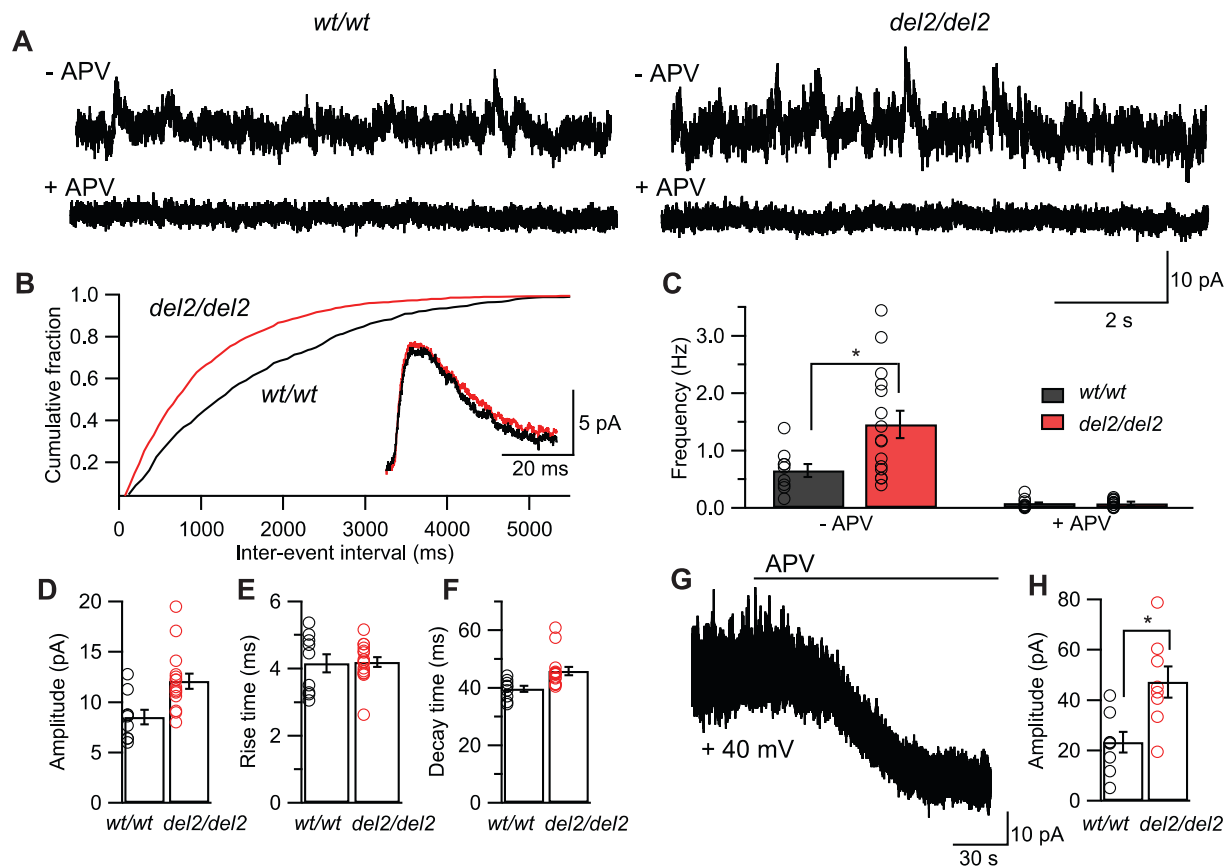 wt/wt
del2/del2
A
- APV
- APV
+ APV
+ APV
10 pA
2 s
B
Cumulative fraction
1.0
0.8
0.6
0.4
0.2
del2/del2
wt/wt
5 pA
20 ms
0
1000
2000
3000
4000
5000
Inter-event interval (ms)
C
Frequency (Hz)
3.0
2.0
1.0
0.0
*
wt/wt
del2/del2
- APV
+ APV
D
Amplitude (pA)
20
15
10
5
0
wt/wt
del2/del2
E
Rise time (ms)
6
4
2
0
wt/wt
del2/del2
F
Decay time (ms)
60
40
20
0
wt/wt
del2/del2
G
APV
+ 40 mV
10 pA
30 s
H
Amplitude (pA)
80
60
40
20
0
*
wt/wt
del2/del2